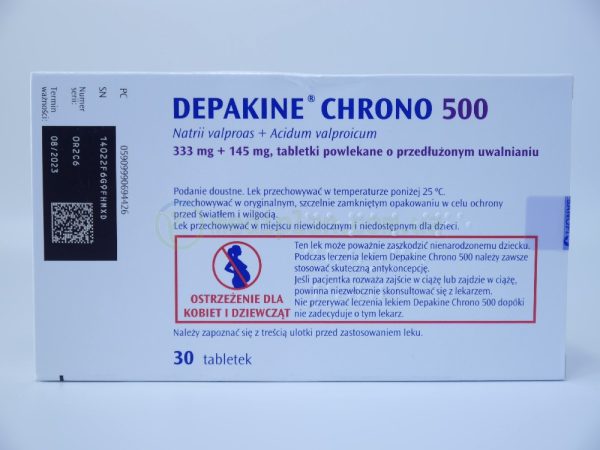 DEPAKINE® CHRONO 500
Natrii valproas + Acidum valproicum
333 mg + 145 mg, tabletki powlekane o przedłużonym uwalnianiu
Podanie doustne. Lek przechowywać w temperaturze poniżej 25 °C.
Przechowywać w oryginalnym, szczelnie zamkniętym opakowaniu w celu ochrony
przed światłem i wilgocią.
Lek przechowywać w miejscu niewidocznym i niedostępnym dla dzieci.
OSTRZEŻENIE DLA
KOBIET I DZIEWCZĄT
Ten lek może poważnie zaszkodzić nienarodzonemu dziecku.
Podczas leczenia lekiem Depakine Chrono 500 należy zawsze
stosować skuteczną antykoncepcję.
Jeśli pacjentka rozważa zajście w ciążę lub zajdzie w ciążę,
powinna niezwłocznie skonsultować się z lekarzem.
Nie przerywać leczenia lekiem Depakine Chrono 500 dopóki
nie zadecyduje o tym lekarz.
Należy zapoznać się z treścią ulotki przed zastosowaniem leku.
30 tabletek
PC 05909990694426
SN 14022F6G9FHMXD
Numer
serii: 0R2C6
Termin
ważności: 08/2023